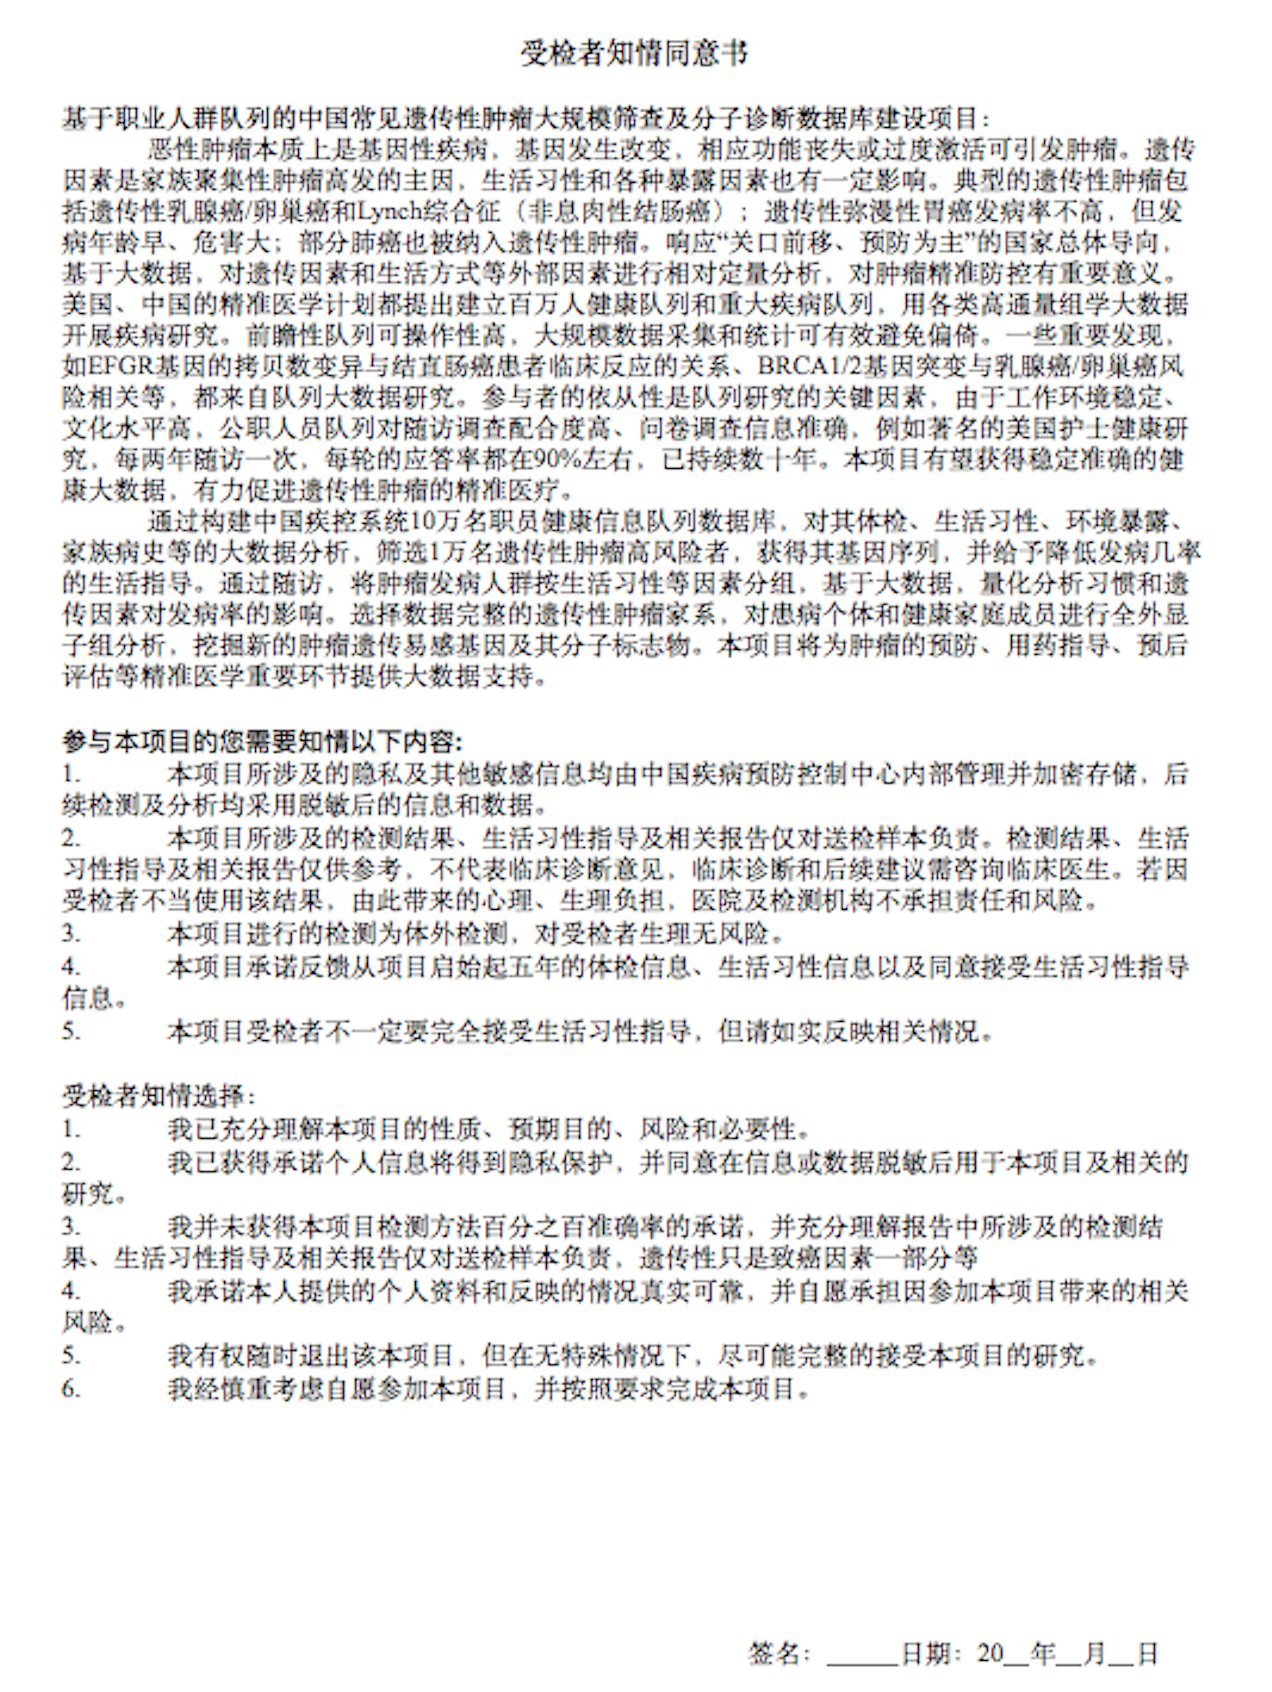 受检者知情同意书
基于职业人群队列的中国常见遗传性肿瘤大规模筛查及分子诊断数据库建设项目：
恶性肿瘤本质上是基因性疾病，基因发生改变，相应功能丧失或过度激活可引发肿瘤。遗传
因素是家族聚集性肿瘤高发的主因，生活习性和各种暴露因素也有一定影响。典型的遗传性肿瘤包
括遗传性乳腺癌/卵巢癌和Lynch综合征（非息肉性结肠癌）；遗传性弥漫性胃癌发病率不高，但发
病年龄早、危害大；部分肺癌也被纳入遗传性肿瘤。响应“关口前移、预防为主”的国家总体导向，
基于大数据，对遗传因素和生活方式等外部因素进行相对定量分析，对肿瘤精准防控有重要意义。
美国、中国的精准医学计划都提出建立百万人健康队列和重大疾病队列，用各类高通量组学大数据
开展疾病研究。前瞻性队列可操作性高，大规模数据采集和统计可有效避免偏倚。一些重要发现，
如EFGR基因的拷贝数变异与结直肠癌患者临床反应的关系、BRCA1/2基因突变与乳腺癌/卵巢癌风
险相关等，都来自队列大数据研究。参与者的依从性是队列研究的关键因素，由于工作环境稳定、
文化水平高，公职人员队列对随访调查配合度高、问卷调查信息准确，例如著名的美国护士健康研
究，每两年随访一次，每轮的应答率都在90%左右，已持续数十年。本项目有望获得稳定准确的健
康大数据，有力促进遗传性肿瘤的精准医疗。
通过构建中国疾控系统10万名职员健康信息队列数据库，对其体检、生活习性、环境暴露、
家族病史等的大数据分析，筛选1万名遗传性肿瘤高风险者，获得其基因序列，并给予降低发病几率
的生活指导。通过随访，将肿瘤发病人群按生活习性等因素分组，基于大数据，量化分析习惯和遗
传因素对发病率的影响。选择数据完整的遗传性肿瘤家系，对患病个体和健康家庭成员进行全外显
子组分析，挖掘新的肿瘤遗传易感基因及其分子标志物。本项目将为肿瘤的预防、用药指导、预后
评估等精准医学重要环节提供大数据支持。
参与本项目的您需要知情以下内容:
1. 本项目所涉及的隐私及其他敏感信息均由中国疾病预防控制中心内部管理并加密存储，后
续检测及分析均采用脱敏后的信息和数据。
2. 本项目所涉及的检测结果、生活习性指导及相关报告仅对送检样本负责。检测结果、生活
习性指导及相关报告仅供参考，不代表临床诊断意见，临床诊断和后续建议需咨询临床医生。若因
受检者不当使用该结果，由此带来的心理、生理负担，医院及检测机构不承担责任和风险。
3. 本项目进行的检测为体外检测，对受检者生理无风险。
4. 本项目承诺反馈从项目启始起五年的体检信息、生活习性信息以及同意接受生活习性指导
信息。
5. 本项目受检者不一定要完全接受生活习性指导，但请如实反映相关情况。
受检者知情选择：
1. 我已充分理解本项目的性质、预期目的、风险和必要性。
2. 我已获得承诺个人信息将得到隐私保护，并同意在信息或数据脱敏后用于本项目及相关的
研究。
3. 我并未获得本项目检测方法百分之百准确率的承诺，并充分理解报告中所涉及的检测结
果、生活习性指导及相关报告仅对送检样本负责，遗传性只是致癌因素一部分等
4. 我承诺本人提供的个人资料和反映的情况真实可靠，并自愿承担因参加本项目带来的相关
风险。
5. 我有权随时退出该本项目，但在无特殊情况下，尽可能完整的接受本项目的研究。
6. 我经慎重考虑自愿参加本项目，并按照要求完成本项目。
签名：______日期：20__年__月__日